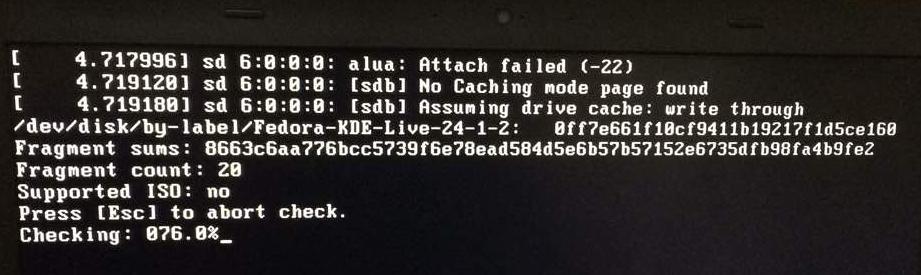 [    4.717996] sd 6:0:0:0: alua: Attach failed (-22)
[    4.719120] sd 6:0:0:0: [sdb] No Caching mode page found
[    4.719180] sd 6:0:0:0: [sdb] Assuming drive cache: write through
/dev/disk/by-label/Fedora-KDE-Live-24-1-2:   0ff7e661f10cf9411b19217f1d5ce160
Fragment sums: 8663c6aa776bcc5739f6e78ead584d5e6b57b57152e6735dfb98fa4b9fe2
Fragment count: 20
Supported ISO: no
Press [Esc] to abort check.
Checking: 076.0%_